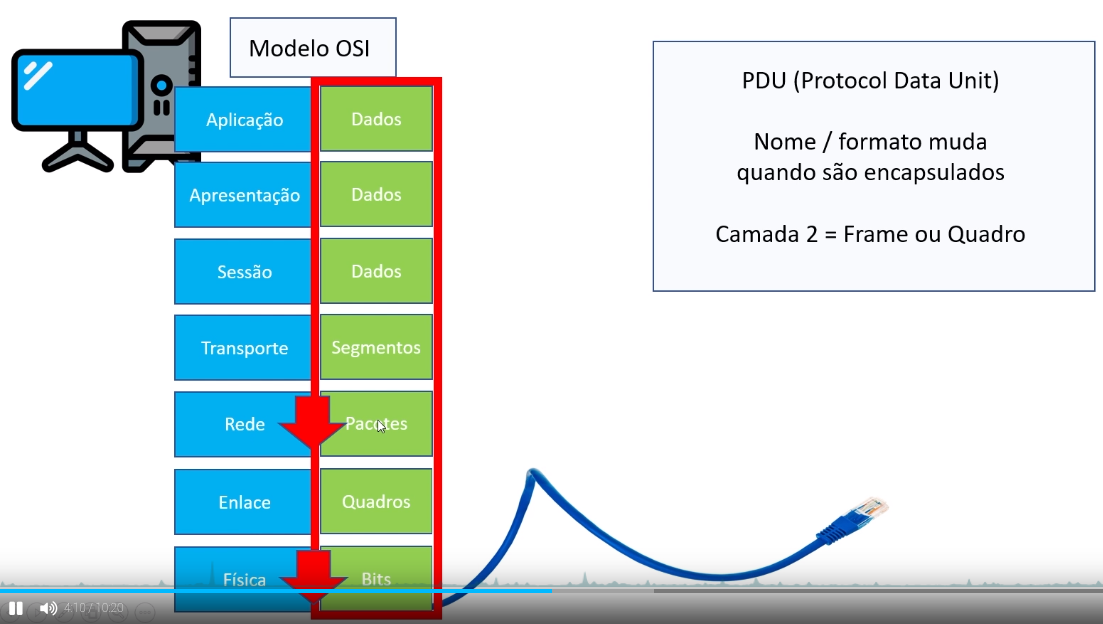 Modelo OSI
PDU (Protocol Data Unit)
Nome / formato muda
quando são encapsulados
Camada 2 = Frame ou Quadro
Aplicação Dados
Apresentação Dados
Sessão Dados
Transporte Segmentos
Rede Pacotes
Enlace Quadros
Física Bits
4:10 / 10:20